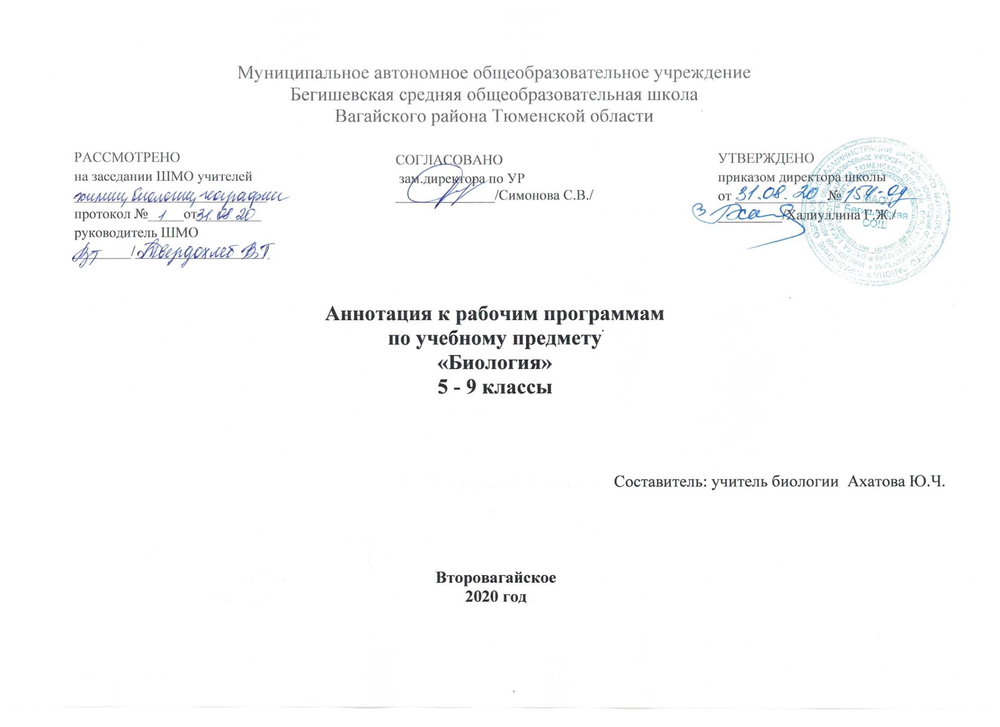 Муниципальное автономное общеобразовательное учреждение
Бегишевская средняя общеобразовательная школа
Вагайского района Тюменской области
РАССМОТРЕНО
на заседании ШМО учителей
химии, биологии, географии
протокол № 1 от 31.08.20
руководитель ШМО
ВТ / Твердохлеб В.Г.
СОГЛАСОВАНО
зам.директора по УР
/Симонова С.В./
УТВЕРЖДЕНО
приказом директора школы
от 31.08.20 № 154-од
/Халиуллина Г.Ж./
МАОУ
Бегишевская
СОШ
Аннотация к рабочим программам
по учебному предмету
«Биология»
5 - 9 классы
Составитель: учитель биологии Ахатова Ю.Ч.
Второвагайское
2020 год